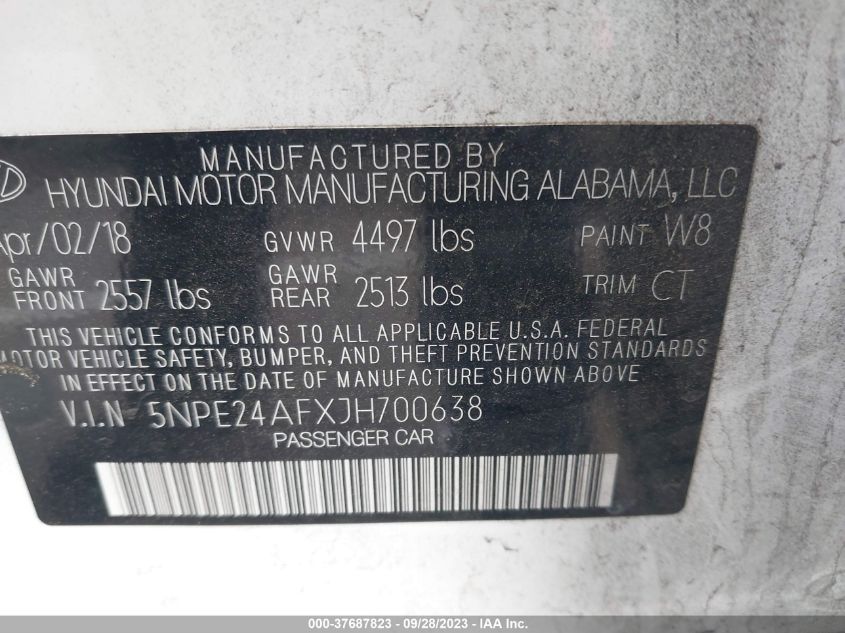 MANUFACTURED BY
HYUNDAI MOTOR MANUFACTURING ALABAMA, LLC
Apr/02/18 GVWR 4497 lbs PAINT W8
GAWR FRONT 2557 lbs GAWR REAR 2513 lbs TRIM CT
THIS VEHICLE CONFORMS TO ALL APPLICABLE U.S.A. FEDERAL
MOTOR VEHICLE SAFETY, BUMPER, AND THEFT PREVENTION STANDARDS
IN EFFECT ON THE DATE OF MANUFACTURE SHOWN ABOVE
V.I.N 5NPE24AFXJH700638
PASSENGER CAR
000-37687823 - 09/28/2023 - IAA Inc.